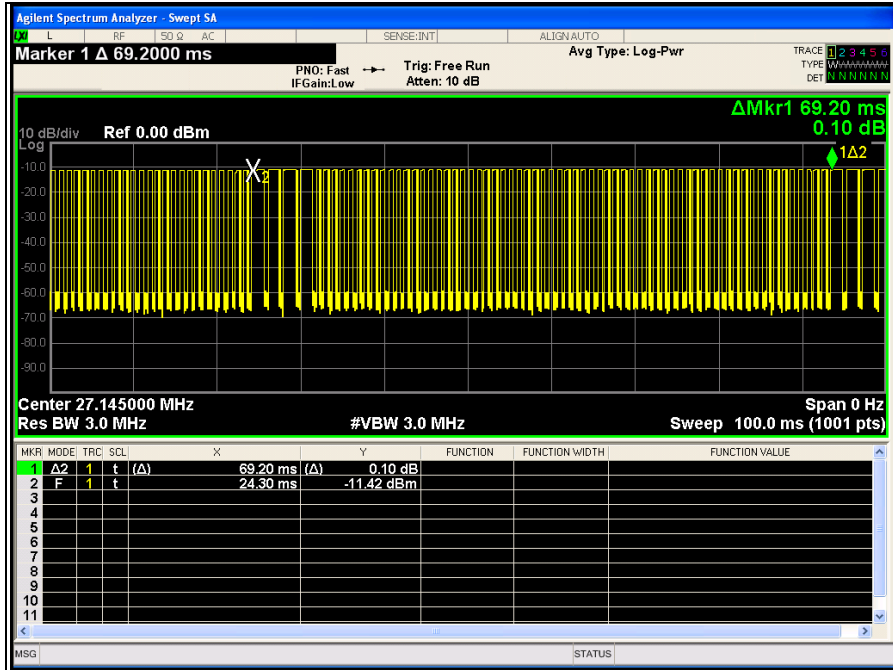 Agilent Spectrum Analyzer - Swept SA
LXI L RF 50 Ω AC SENSE:INT ALIGN AUTO
Marker 1 Δ 69.2000 ms
Avg Type: Log-Pwr
TRACE 1 2 3 4 5 6
PNO: Fast Trig: Free Run
TYPE WWWWWW
IFGain:Low Atten: 10 dB
DET N N N N N N
ΔMkr1 69.20 ms
10 dB/div Ref 0.00 dBm 0.10 dB
Log
1Δ2
-10.0
2
-20.0
-30.0
-40.0
-50.0
-60.0
-70.0
-80.0
-90.0
Center 27.145000 MHz Span 0 Hz
Res BW 3.0 MHz #VBW 3.0 MHz Sweep 100.0 ms (1001 pts)
MKR MODE TRC SCL X Y FUNCTION FUNCTION WIDTH FUNCTION VALUE
1 Δ2 1 t (Δ) 69.20 ms (Δ) 0.10 dB
2 F 1 t 24.30 ms -11.42 dBm
3
4
5
6
7
8
9
10
11
MSG STATUS